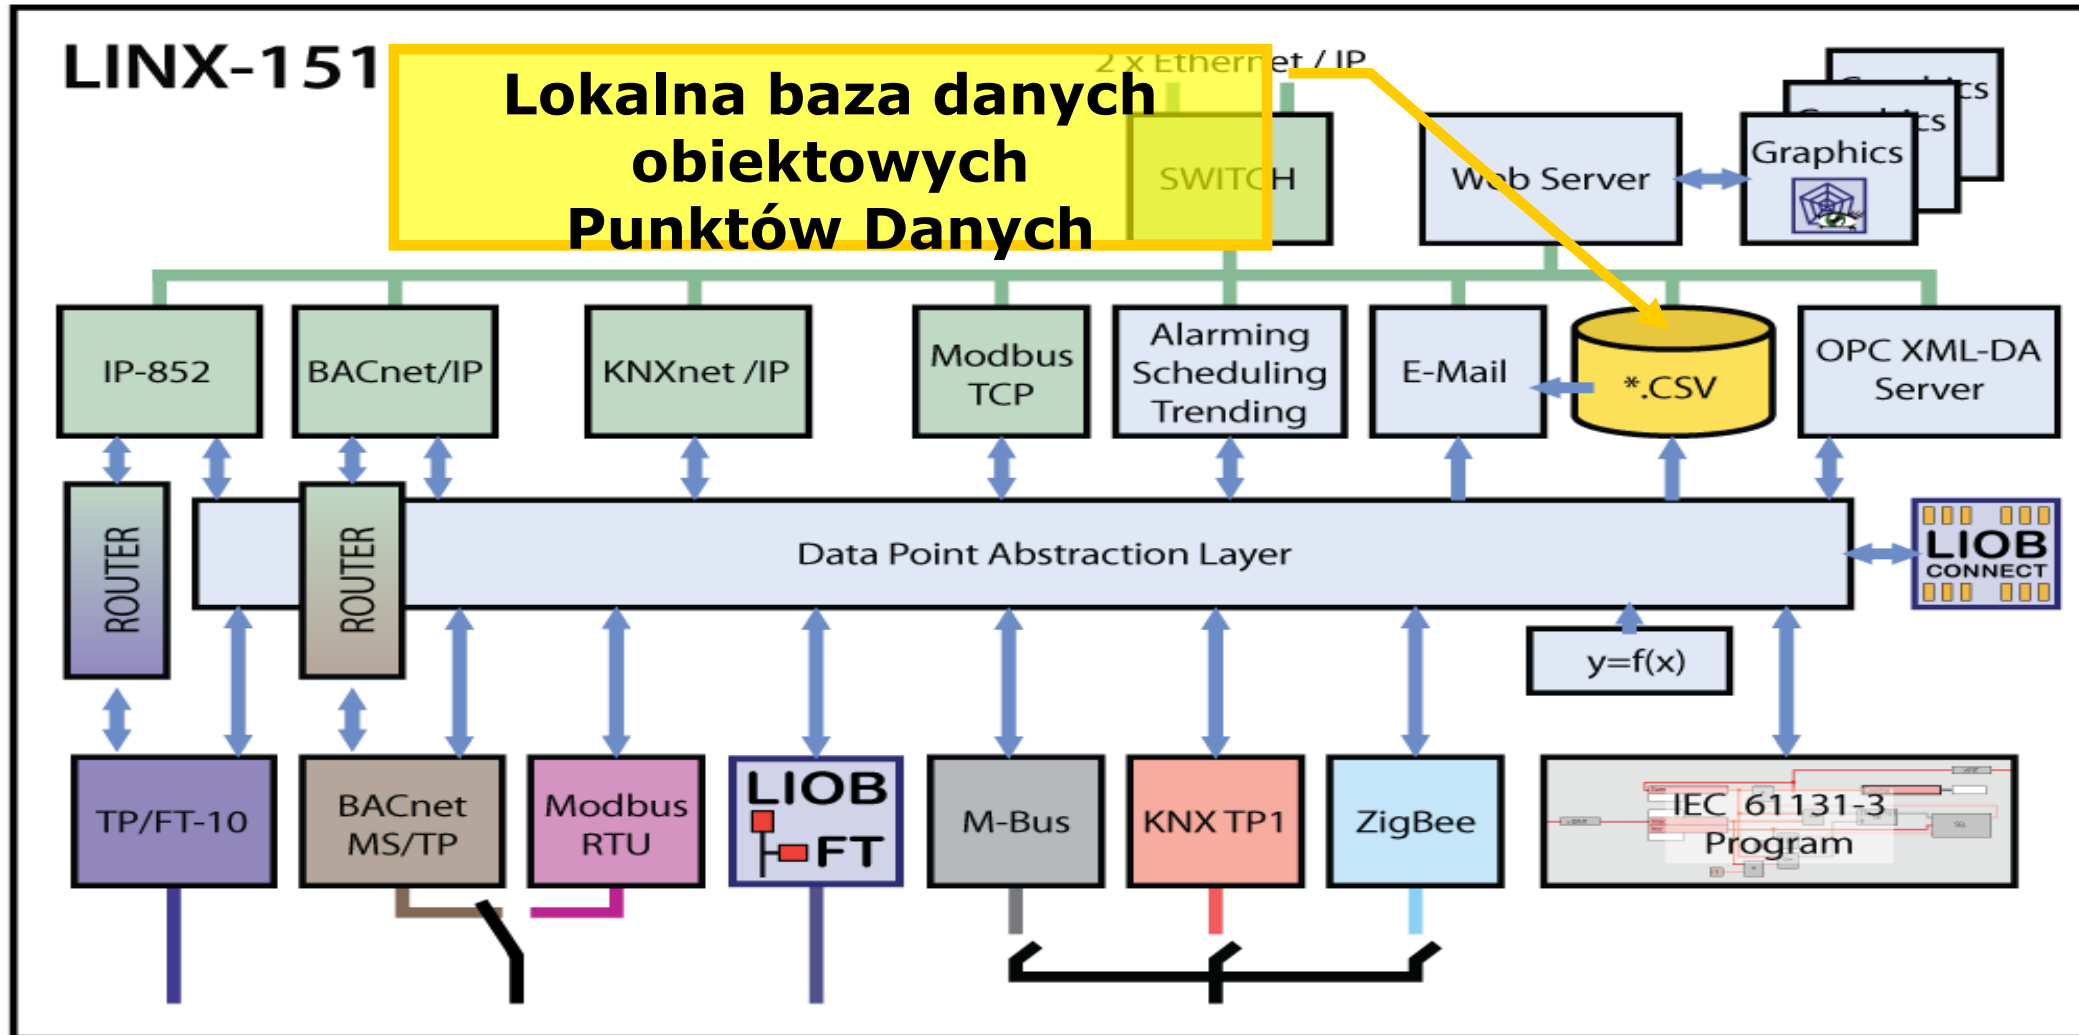 LINX-151
2 x Ethernet / IP
Lokalna baza danych
obiektowych
Punktów Danych
SWITCH
Web Server
Graphics
IP-852
BACnet/IP
KNXnet /IP
Modbus
TCP
Alarming
Scheduling
Trending
E-Mail
*.CSV
OPC XML-DA
Server
ROUTER
ROUTER
Data Point Abstraction Layer
LIOB
CONNECT
y=f(x)
TP/FT-10
BACnet
MS/TP
Modbus
RTU
LIOB
FT
M-Bus
KNX TP1
ZigBee
IEC 61131-3
Program